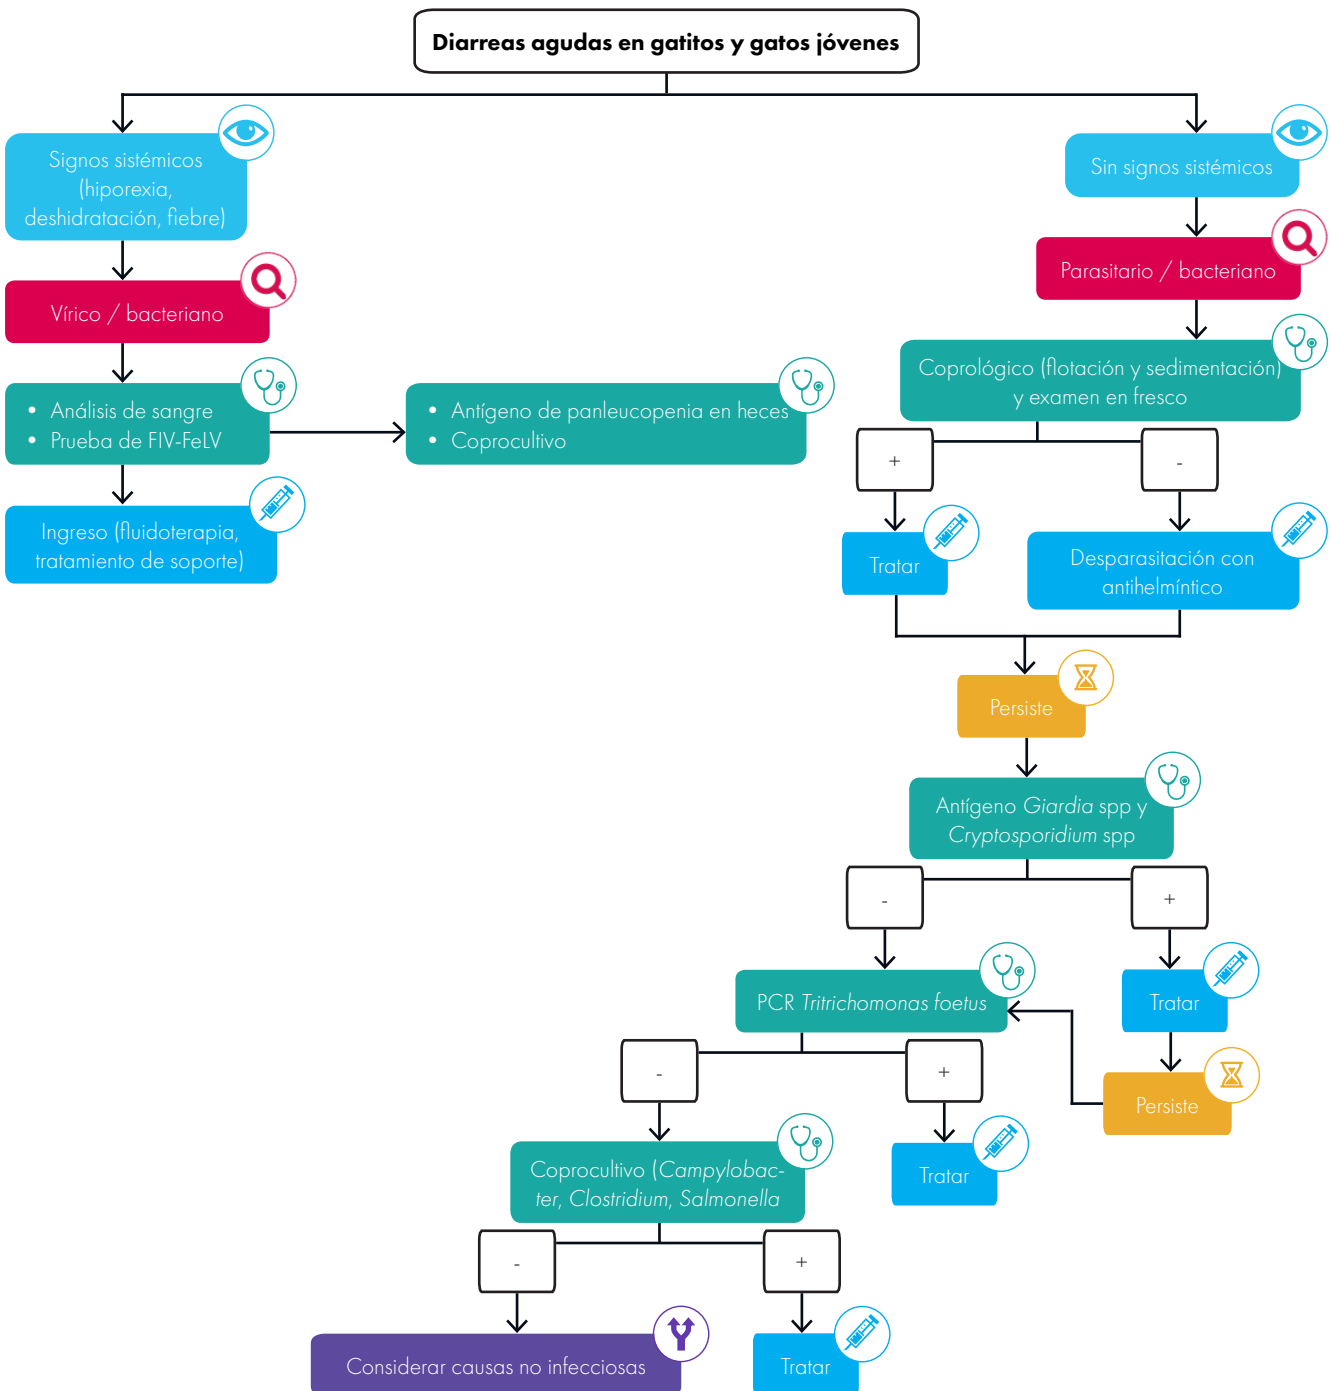 Diarreas agudas en gatitos y gatos jóvenes
Signos sistémicos
(hiporexia,
deshidratación, fiebre)
Vírico / bacteriano
• Análisis de sangre
• Prueba de FIV-FeLV
• Antígeno de panleucopenia en heces
• Coprocultivo
Ingreso (fluidoterapia,
tratamiento de soporte)
Sin signos sistémicos
Parasitario / bacteriano
Coprológico (flotación y sedimentación)
y examen en fresco
+
-
Tratar
Desparasitación con
antihelmíntico
Persiste
Antígeno Giardia spp y
Cryptosporidium spp
-
+
PCR Tritrichomonas foetus
Tratar
Persiste
-
+
Coprocultivo (Campylobac-
ter, Clostridium, Salmonella
Tratar
-
+
Considerar causas no infecciosas
Tratar